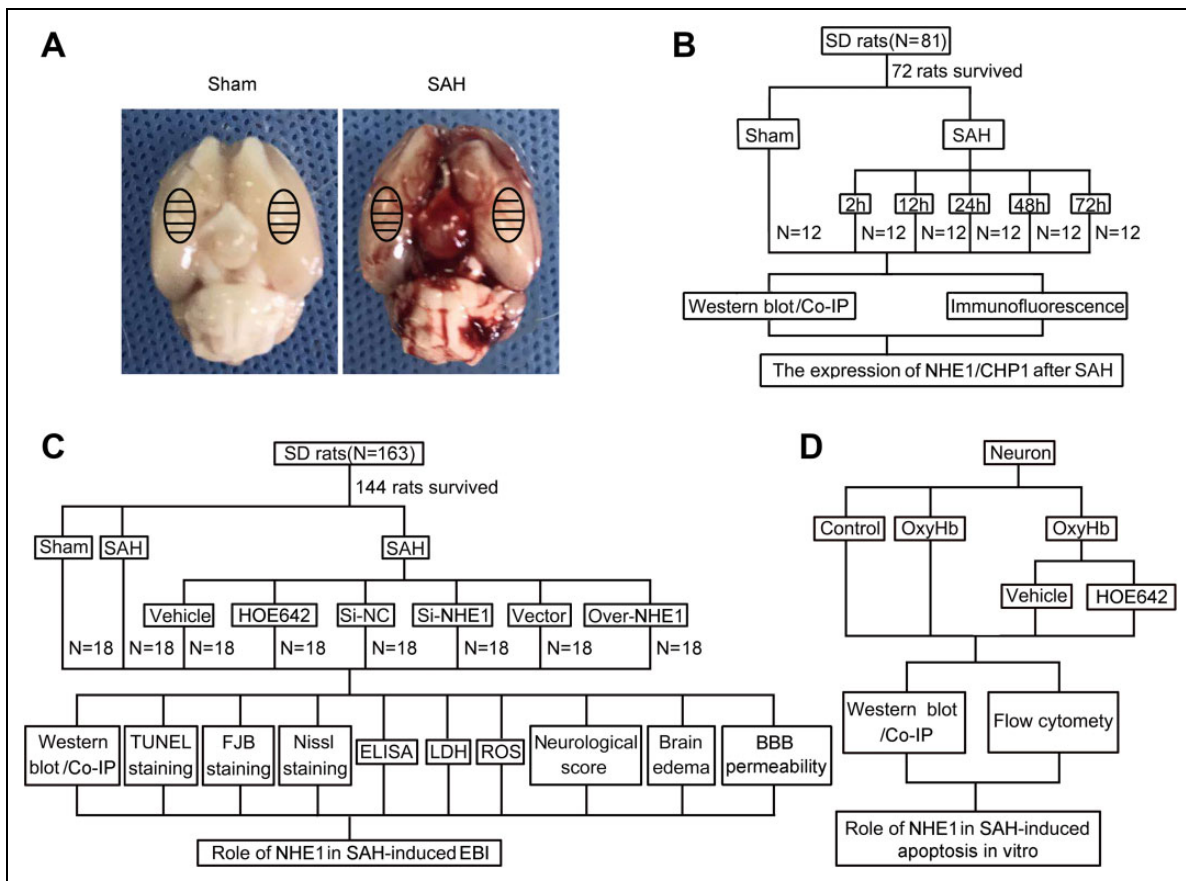 A
Sham SAH
B
SD rats(N=81)
72 rats survived
Sham SAH
2h 12h 24h 48h 72h
N=12 N=12 N=12 N=12 N=12 N=12
Western blot/Co-IP Immunofluorescence
The expression of NHE1/CHP1 after SAH
C
SD rats(N=163)
144 rats survived
Sham SAH SAH
Vehicle HOE642 Si-NC Si-NHE1 Vector Over-NHE1
N=18 N=18 N=18 N=18 N=18 N=18 N=18 N=18
Western
blot/Co-IP
TUNEL
staining
FJB
staining
Nissl
staining
ELISA
LDH
ROS
Neurological
score
Brain
edema
BBB
permeability
Role of NHE1 in SAH-induced EBI
D
Neuron
Control OxyHb OxyHb
Vehicle HOE642
Western blot
/Co-IP
Flow cytomety
Role of NHE1 in SAH-induced
apoptosis in vitro